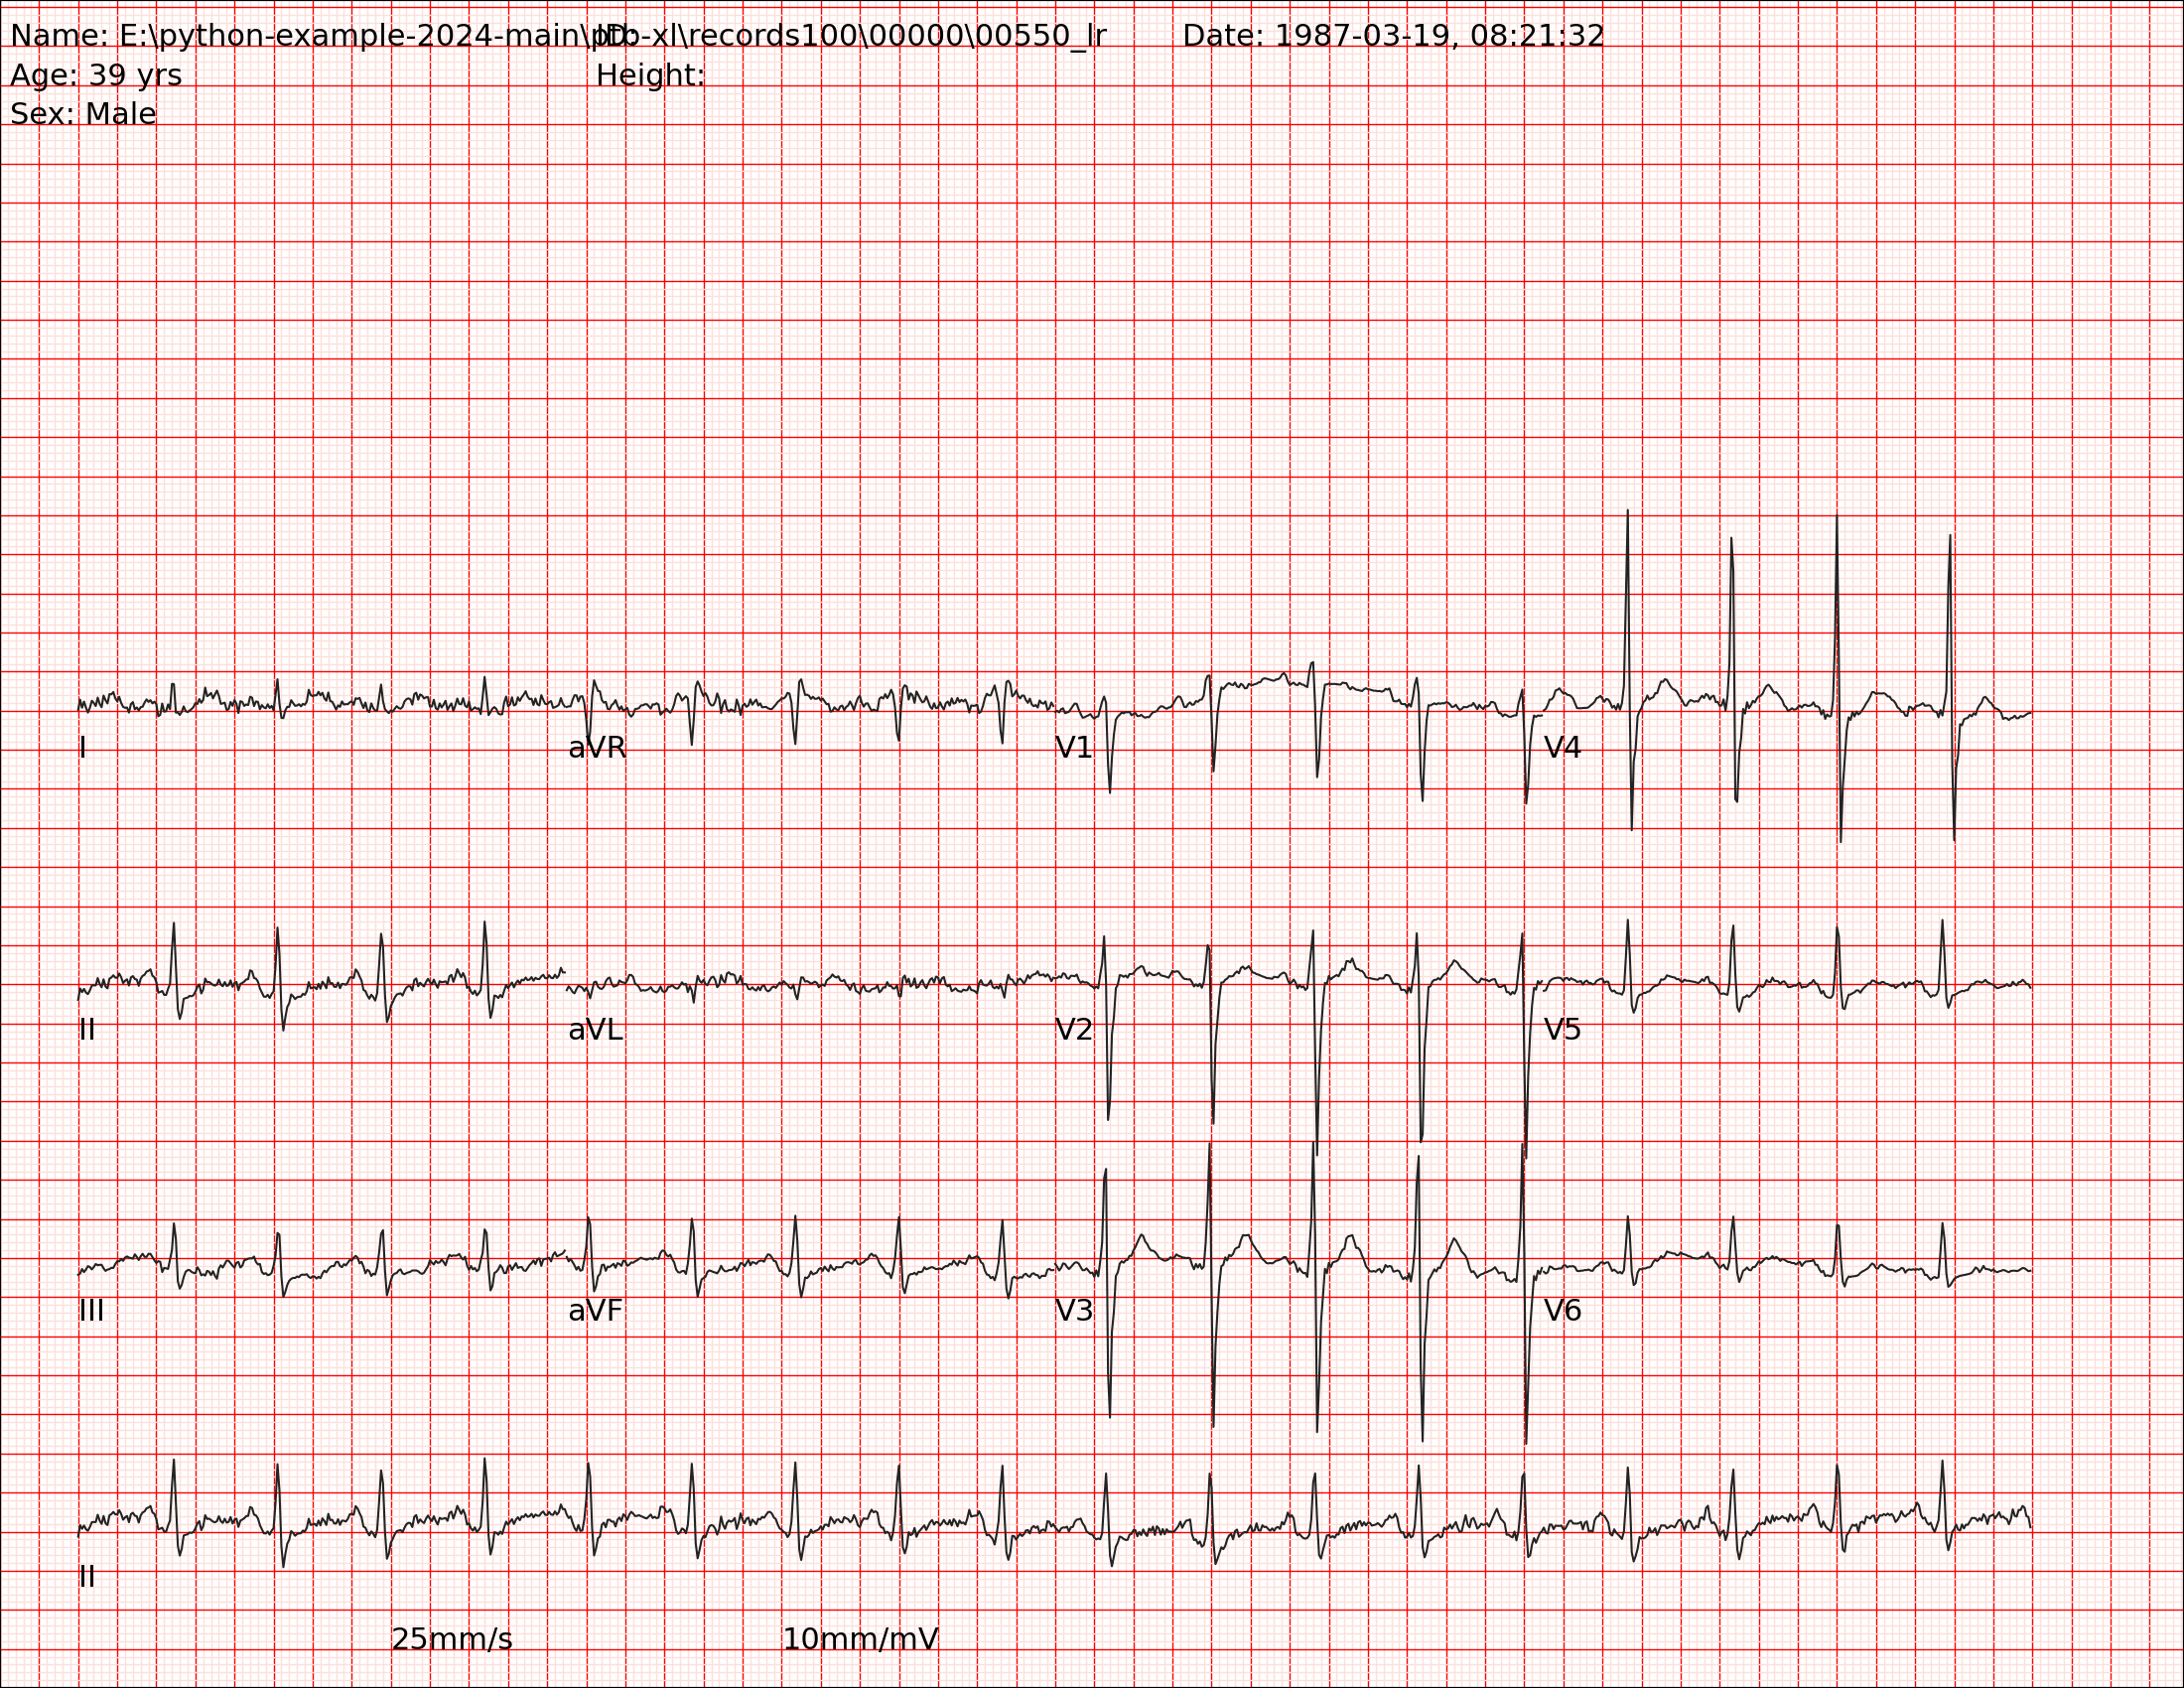 Name: E:\python-example-2024-main\ptb-xl\records100\00000\00550_lr ID: Date: 1987-03-19, 08:21:32
Age: 39 yrs Height:
Sex: Male
I aVR V1 V4
II aVL V2 V5
III aVF V3 V6
II
25mm/s 10mm/mV